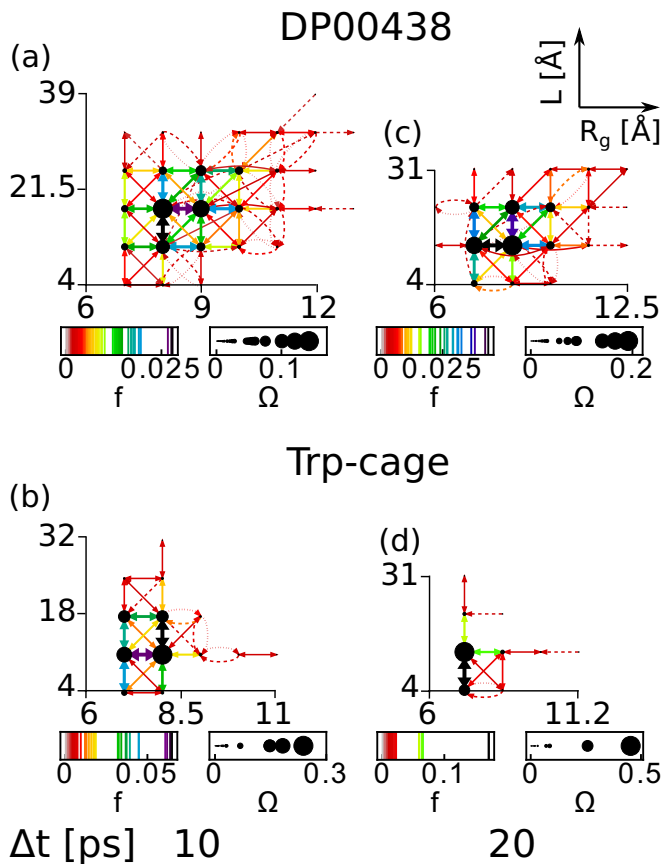 DP00438
(a)
L [Å]
R_g [Å]
39
21.5
4
6
9
12
(c)
31
4
6
12.5
0
0.025
f
0
0.1
Ω
0
0.025
f
0
0.2
Ω
Trp-cage
(b)
32
18
4
6
8.5
11
(d)
31
4
6
11.2
0
0.05
f
0
0.3
Ω
0
0.1
f
0
0.5
Ω
Δt [ps] 10 20